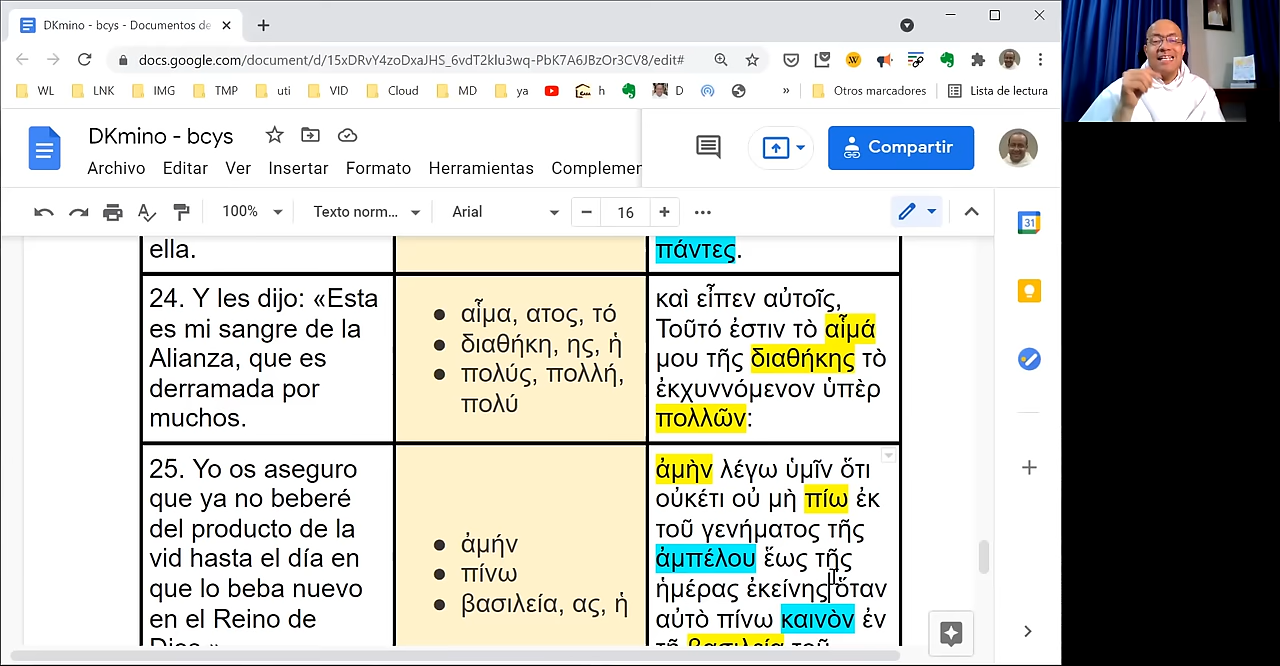 DKmino - bcys - Documentos de
docs.google.com/document/d/15xDRvY4zoDxaJHS_6vdT2klu3wq-PbK7A6JBzOr3CV8/edit#
WL
LNK
IMG
TMP
uti
VID
Cloud
MD
ya
h
D
»
Otros marcadores
Lista de lectura
DKmino - bcys
Compartir
Archivo Editar Ver Insertar Formato Herramientas Complemen
100% Texto norm... Arial 16
31
ella.
πάντες.
24. Y les dijo: «Esta
es mi sangre de la
Alianza, que es
derramada por
muchos.
● αἷμα, ατος, τό
● διαθήκη, ης, ἡ
● πολύς, πολλή,
πολύ
καὶ εἶπεν αὐτοῖς,
Τοῦτό ἐστιν τὸ αἷμά
μου τῆς διαθήκης τὸ
ἐκχυννόμενον ὑπὲρ
πολλῶν:
25. Yo os aseguro
que ya no beberé
del producto de la
vid hasta el día en
que lo beba nuevo
en el Reino de
Dios.»
● ἀμήν
● πίνω
● βασιλεία, ας, ἡ
ἀμὴν λέγω ὑμῖν ὅτι
οὐκέτι οὐ μὴ πίω ἐκ
τοῦ γενήματος τῆς
ἀμπέλου ἕως τῆς
ἡμέρας ἐκείνης ὅταν
αὐτὸ πίνω καινὸν ἐν
τῇ βασιλείᾳ τοῦ